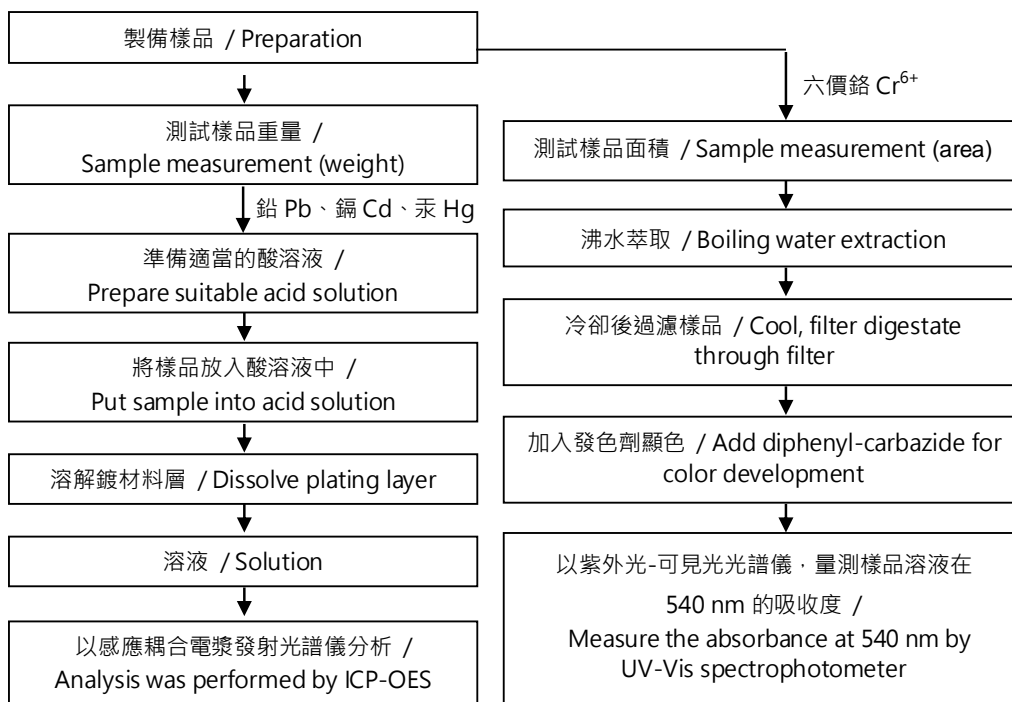 製備樣品 / Preparation
測試樣品重量 /
Sample measurement (weight)
鉛 Pb、鎘 Cd、汞 Hg
準備適當的酸溶液 /
Prepare suitable acid solution
將樣品放入酸溶液中 /
Put sample into acid solution
溶解鍍材料層 / Dissolve plating layer
溶液 / Solution
以感應耦合電漿發射光譜儀分析 /
Analysis was performed by ICP-OES
六價鉻 Cr⁶⁺
測試樣品面積 / Sample measurement (area)
沸水萃取 / Boiling water extraction
冷卻後過濾樣品 / Cool, filter digestate
through filter
加入發色劑顯色 / Add diphenyl-carbazide for
color development
以紫外光-可見光光譜儀，量測樣品溶液在
540 nm 的吸收度 /
Measure the absorbance at 540 nm by
UV-Vis spectrophotometer